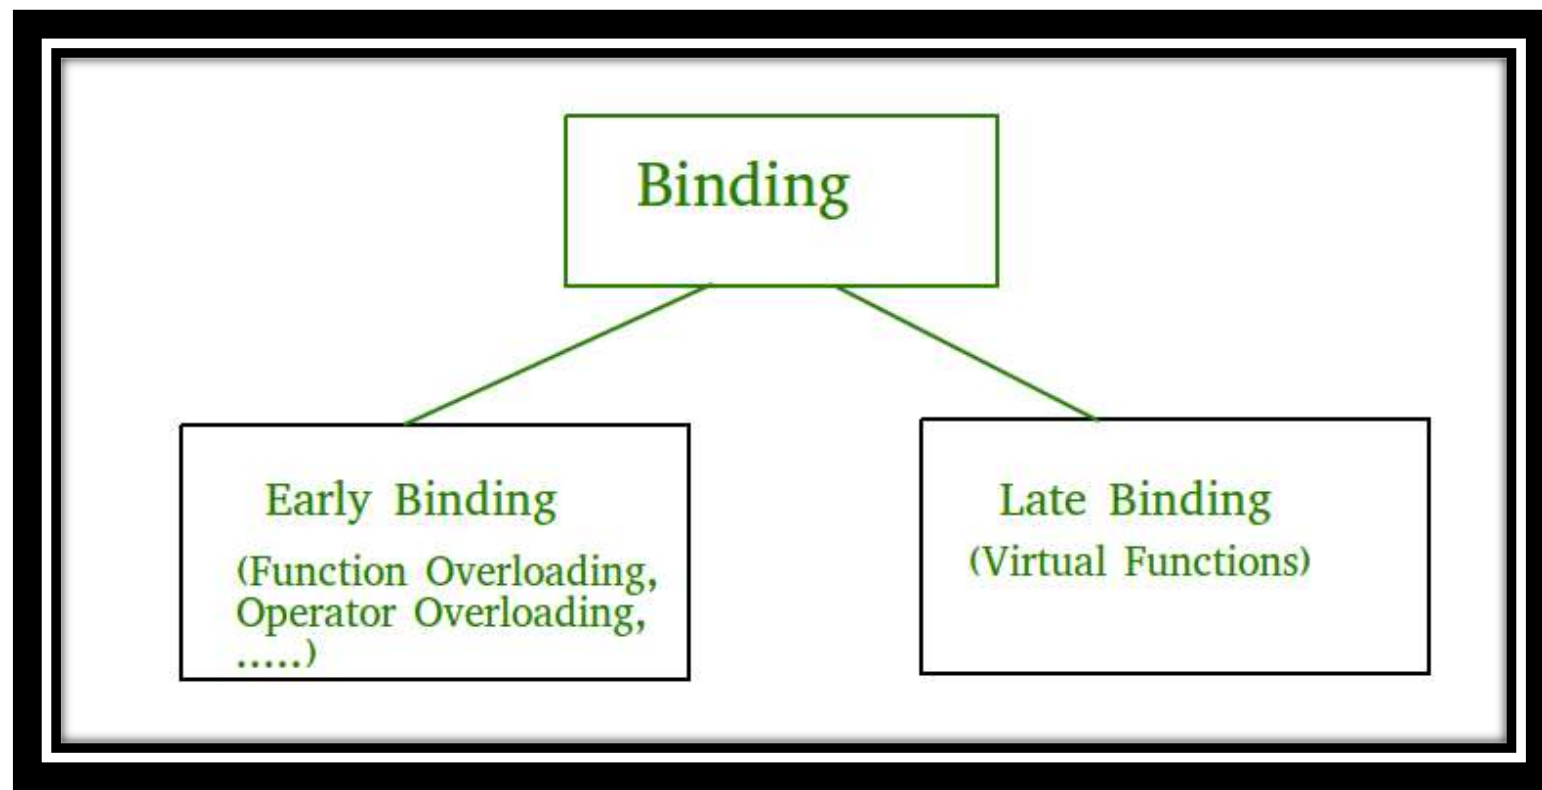 Binding
Early Binding
(Function Overloading,
Operator Overloading,
.....)
Late Binding
(Virtual Functions)